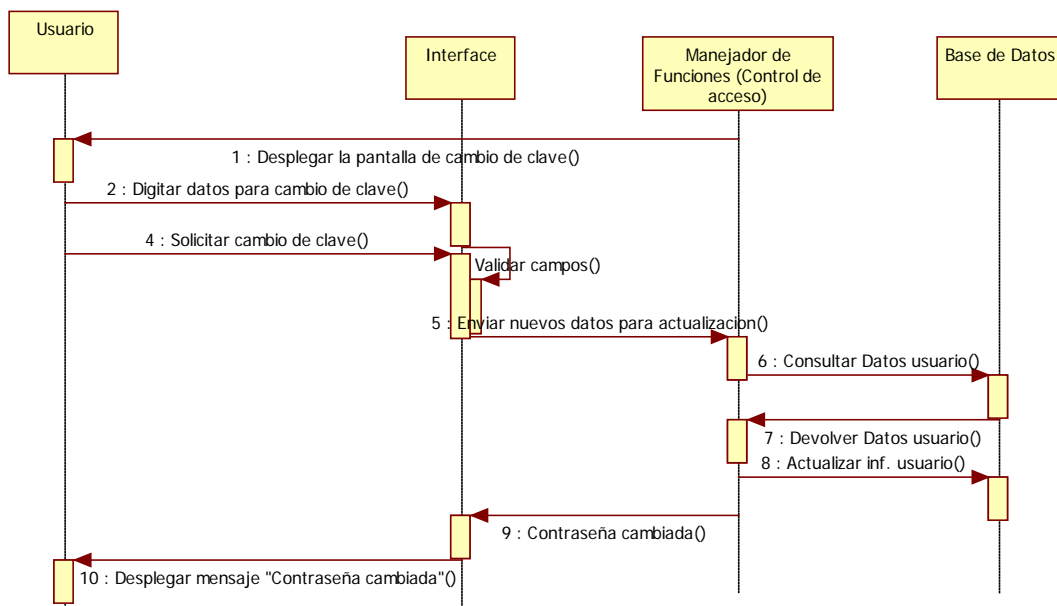 Usuario
Interface
Manejador de
Funciones (Control de
acceso)
Base de Datos
1 : Desplegar la pantalla de cambio de clave()
2 : Digitar datos para cambio de clave()
4 : Solicitar cambio de clave()
Validar campos()
5 : Enviar nuevos datos para actualizacion()
6 : Consultar Datos usuario()
7 : Devolver Datos usuario()
8 : Actualizar inf. usuario()
9 : Contraseña cambiada()
10 : Desplegar mensaje "Contraseña cambiada"()